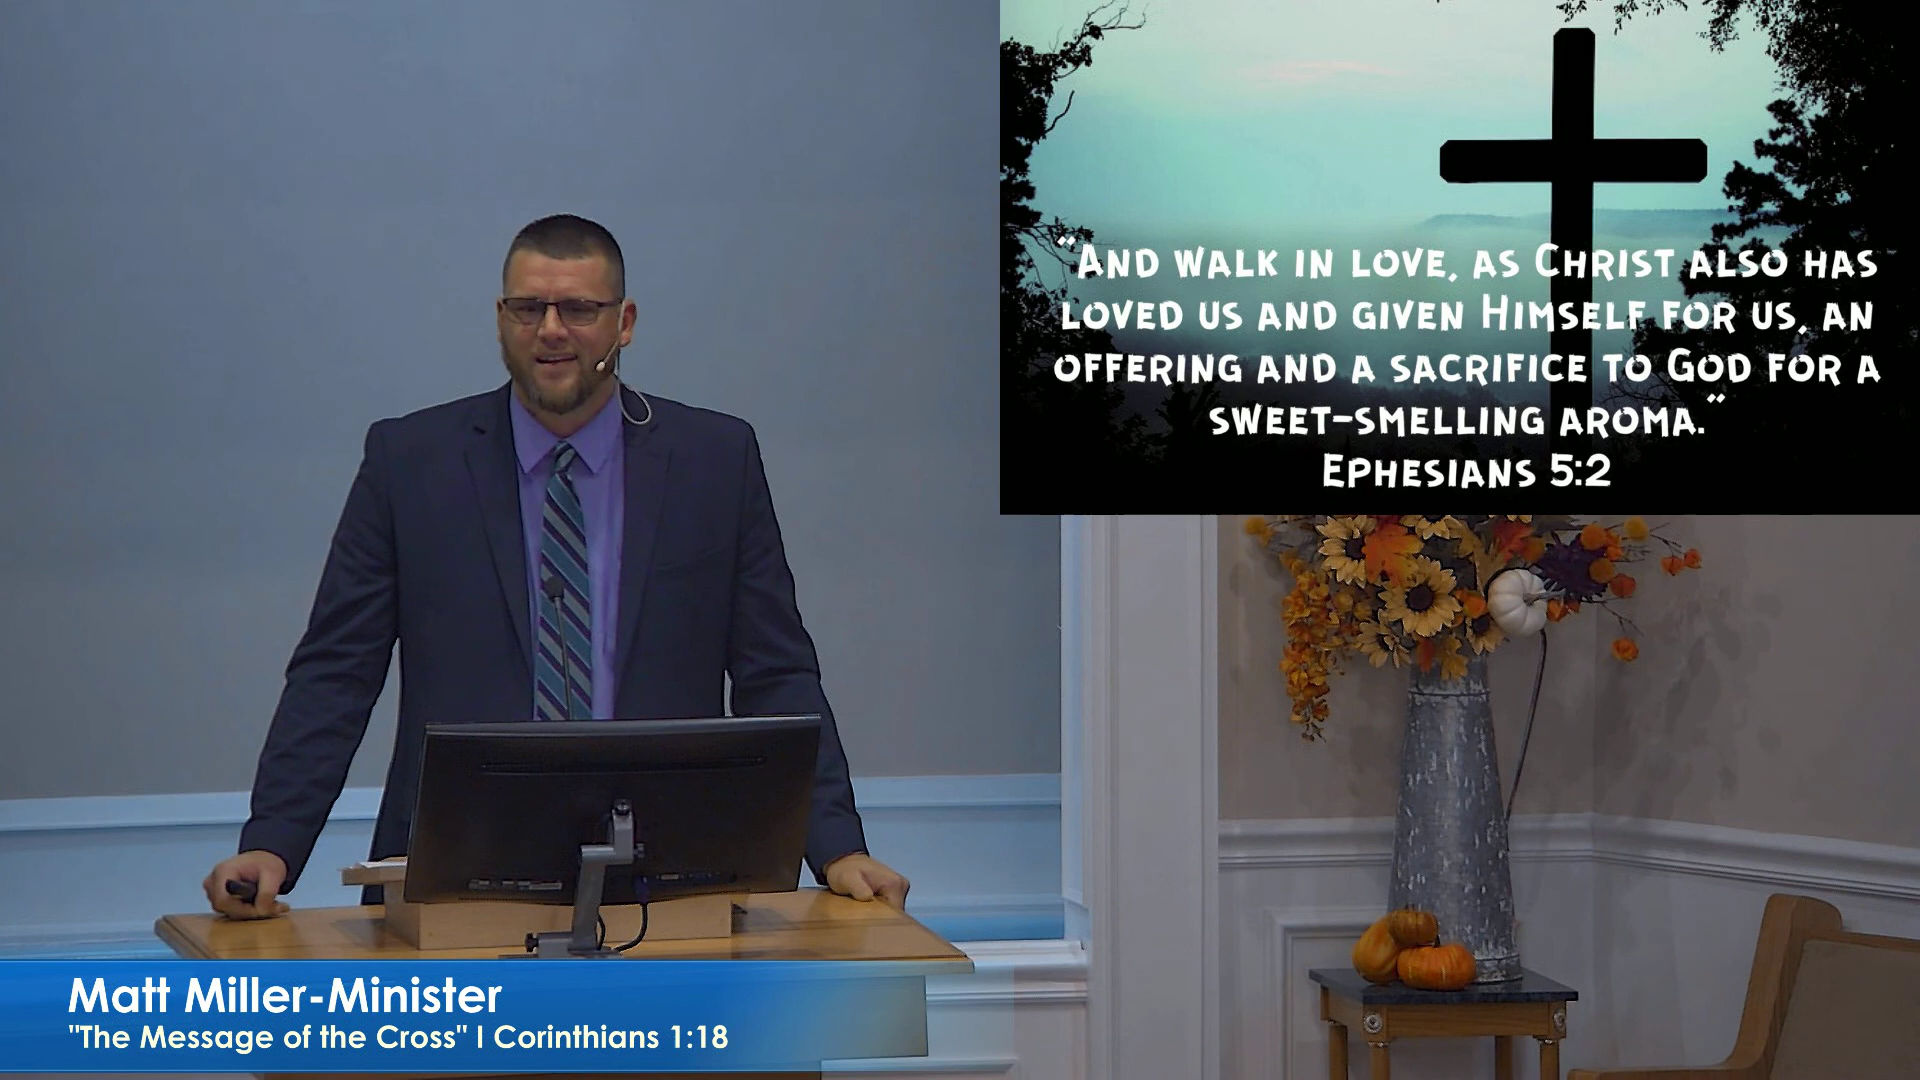 "And walk in love, as Christ also has
loved us and given Himself for us, an
offering and a sacrifice to God for a
sweet-smelling aroma."
Ephesians 5:2
Matt Miller-Minister
"The Message of the Cross" I Corinthians 1:18